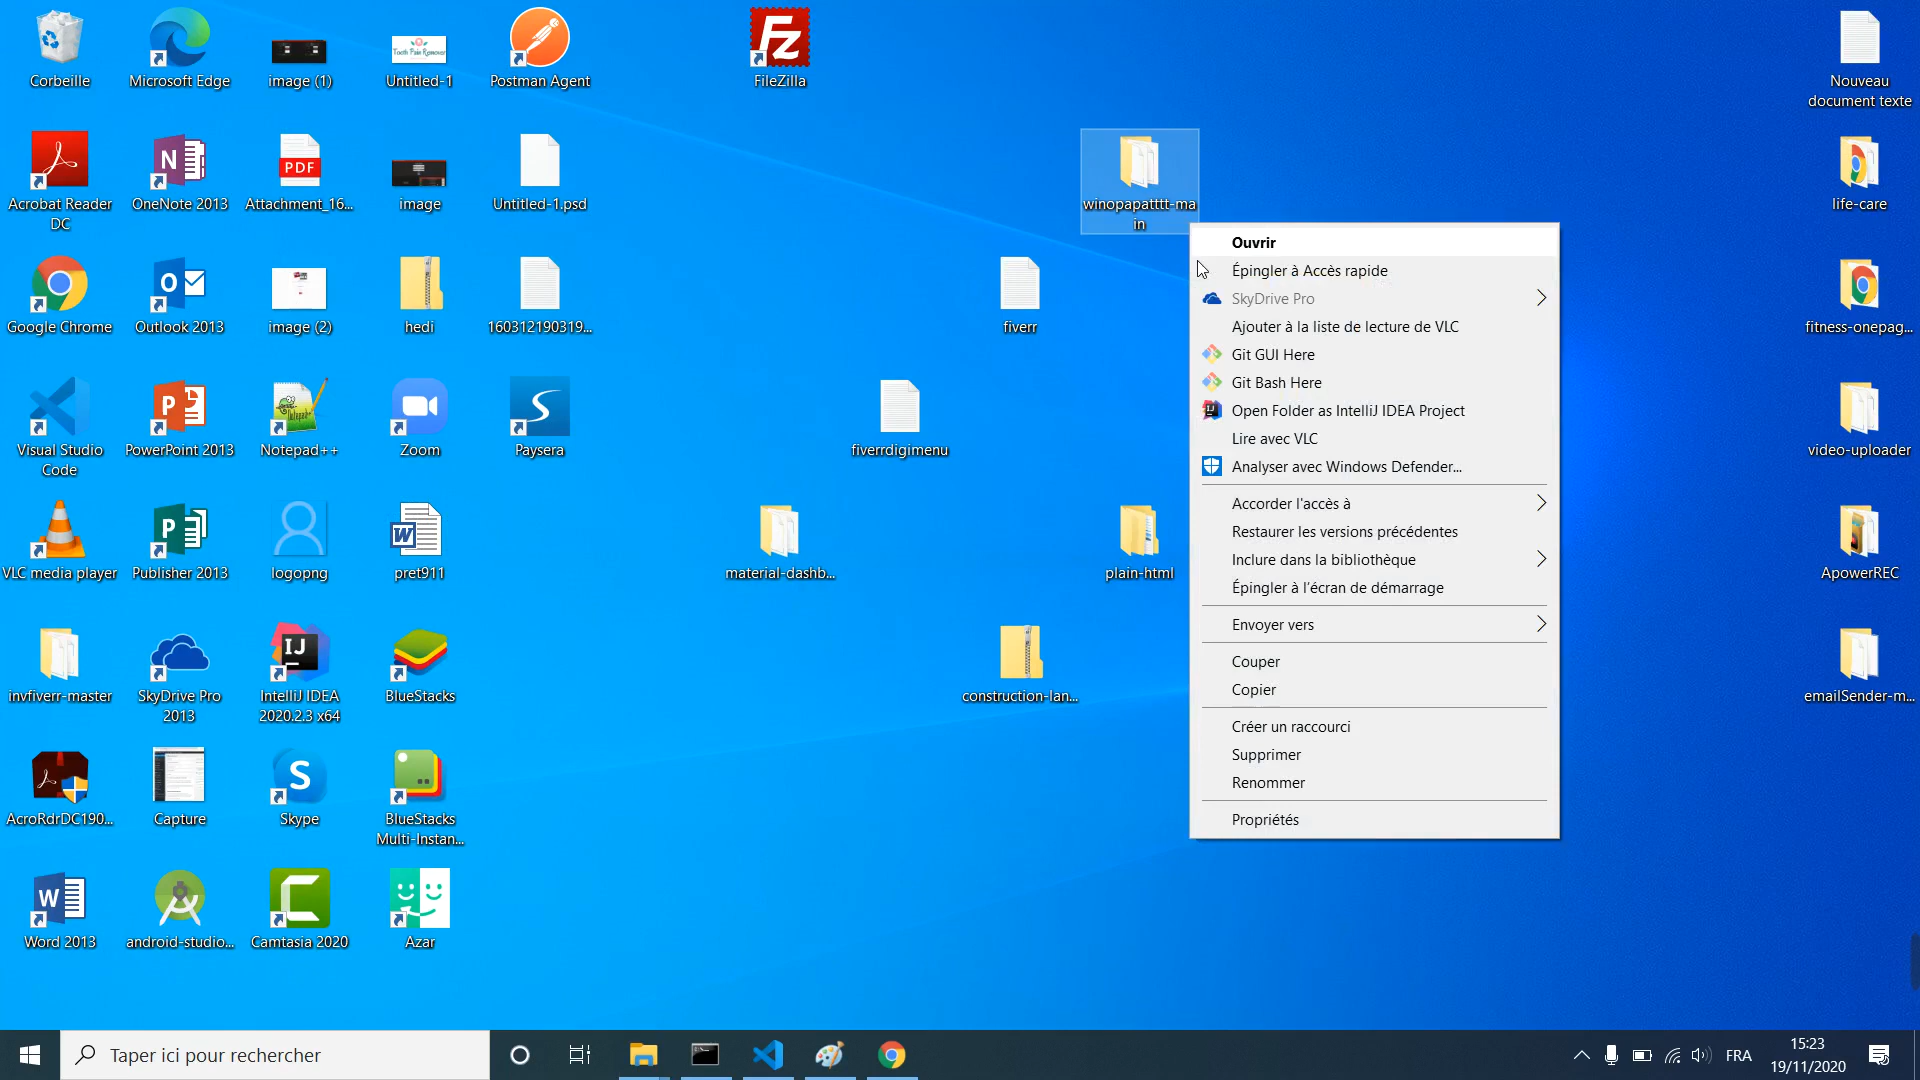 Corbeille
Microsoft Edge
image (1)
Tooth Pain Remover
Untitled-1
Postman Agent
FileZilla
Nouveau
document texte
Acrobat Reader
DC
OneNote 2013
PDF
Attachment_16...
image
Untitled-1.psd
winopapatttt-ma
in
life-care
Google Chrome
Outlook 2013
image (2)
hedi
160312190319...
fiverr
fitness-onepag...
Visual Studio
Code
PowerPoint 2013
Notepad++
Zoom
Paysera
fiverrdigimenu
video-uploader
VLC media player
Publisher 2013
logopng
pret911
material-dashb...
plain-html
ApowerREC
invfiverr-master
SkyDrive Pro
2013
IntelliJ IDEA
2020.2.3 x64
BlueStacks
construction-lan...
emailSender-m...
AcroRdrDC190...
Capture
Skype
BlueStacks
Multi-Instan...
Word 2013
android-studio...
Camtasia 2020
Azar
Ouvrir
Épingler à Accès rapide
SkyDrive Pro
Ajouter à la liste de lecture de VLC
Git GUI Here
Git Bash Here
Open Folder as IntelliJ IDEA Project
Lire avec VLC
Analyser avec Windows Defender...
Accorder l'accès à
Restaurer les versions précédentes
Inclure dans la bibliothèque
Épingler à l'écran de démarrage
Envoyer vers
Couper
Copier
Créer un raccourci
Supprimer
Renommer
Propriétés
Taper ici pour rechercher
FRA
15:23
19/11/2020